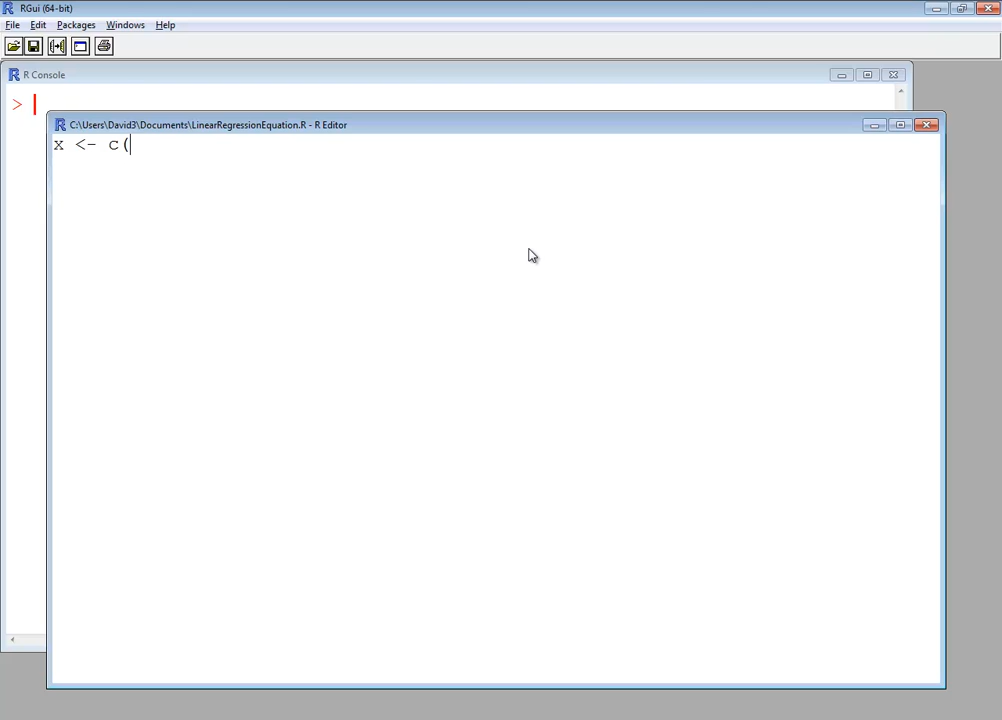 RGui (64-bit)
File Edit Packages Windows Help
R Console
>
C:\Users\David3\Documents\LinearRegressionEquation.R - R Editor
x <- c(